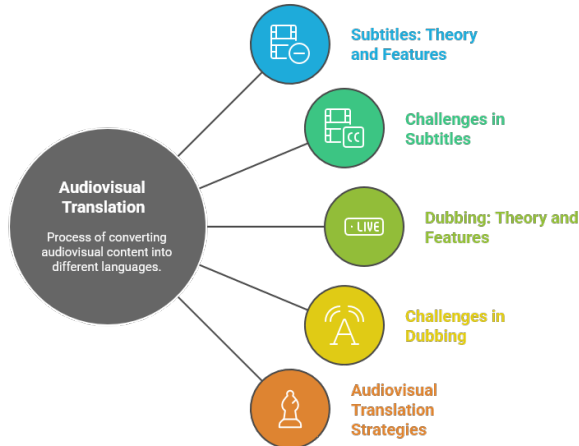 Subtitles: Theory
and Features
CC
Challenges in
Subtitles
Audiovisual
Translation
Process of converting
audiovisual content into
different languages.
LIVE
Dubbing: Theory and
Features
A
Challenges in
Dubbing
Audiovisual
Translation
Strategies